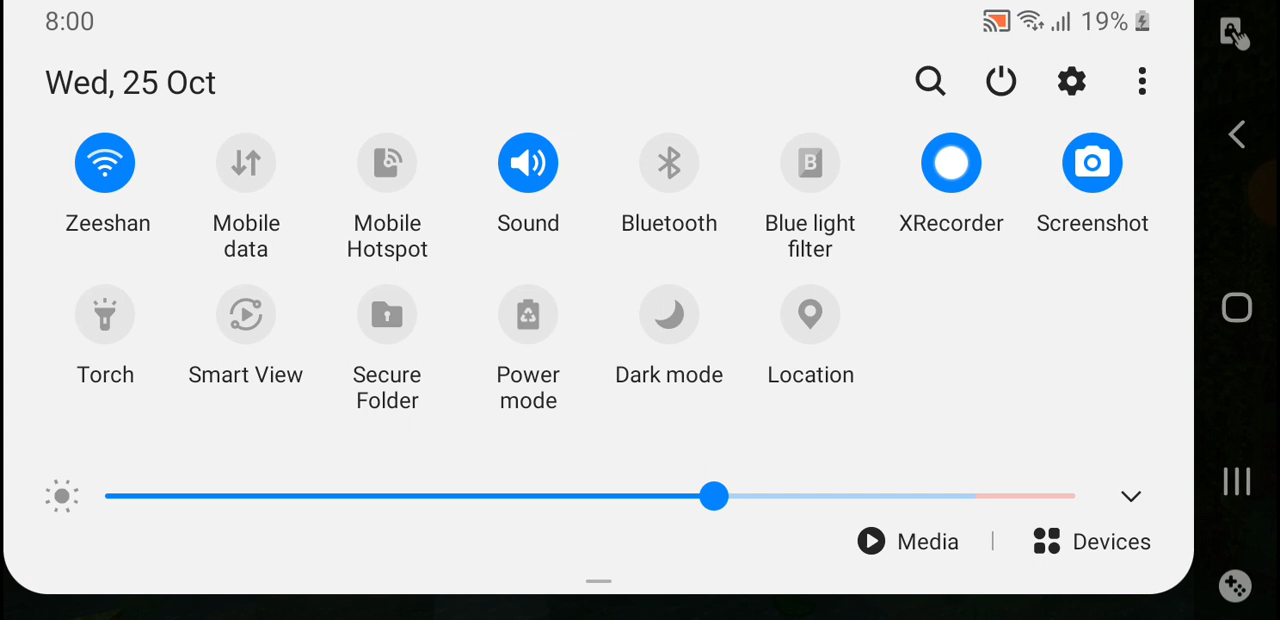 8:00
19%
Wed, 25 Oct
Zeeshan
Mobile
data
Mobile
Hotspot
Sound
Bluetooth
Blue light
filter
XRecorder
Screenshot
Torch
Smart View
Secure
Folder
Power
mode
Dark mode
Location
Media
Devices